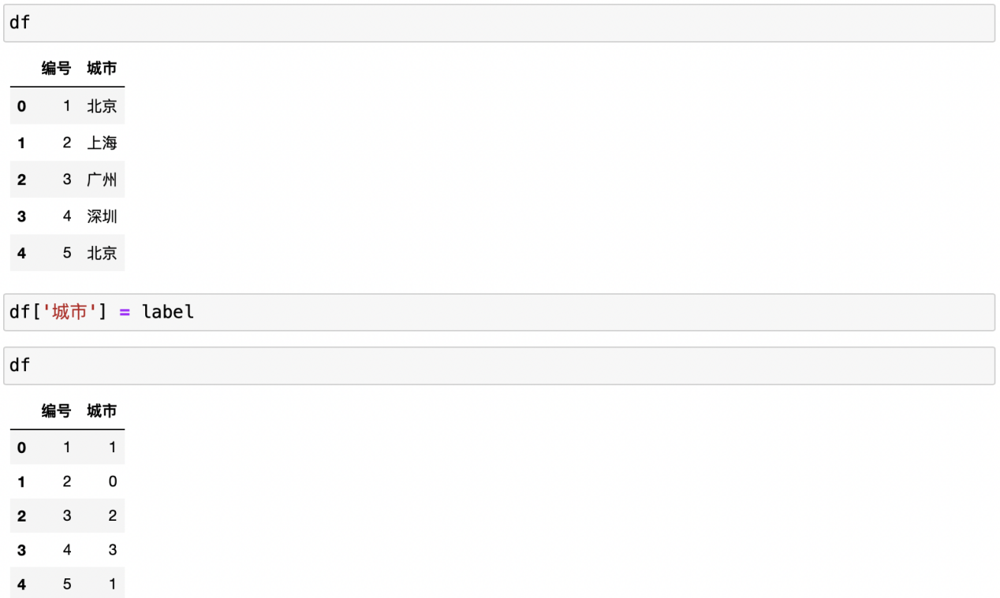 df
编号 城市
0 1 北京
1 2 上海
2 3 广州
3 4 深圳
4 5 北京
df['城市'] = label
df
编号 城市
0 1 1
1 2 0
2 3 2
3 4 3
4 5 1